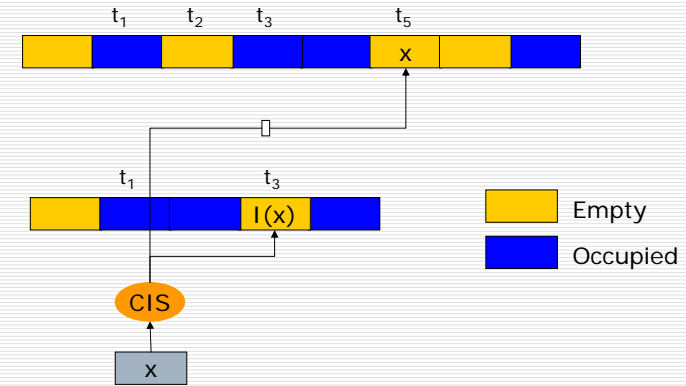 t₁ t₂ t₃ t₅
x
t₁ t₃
I(x)
Empty
Occupied
CIS
x